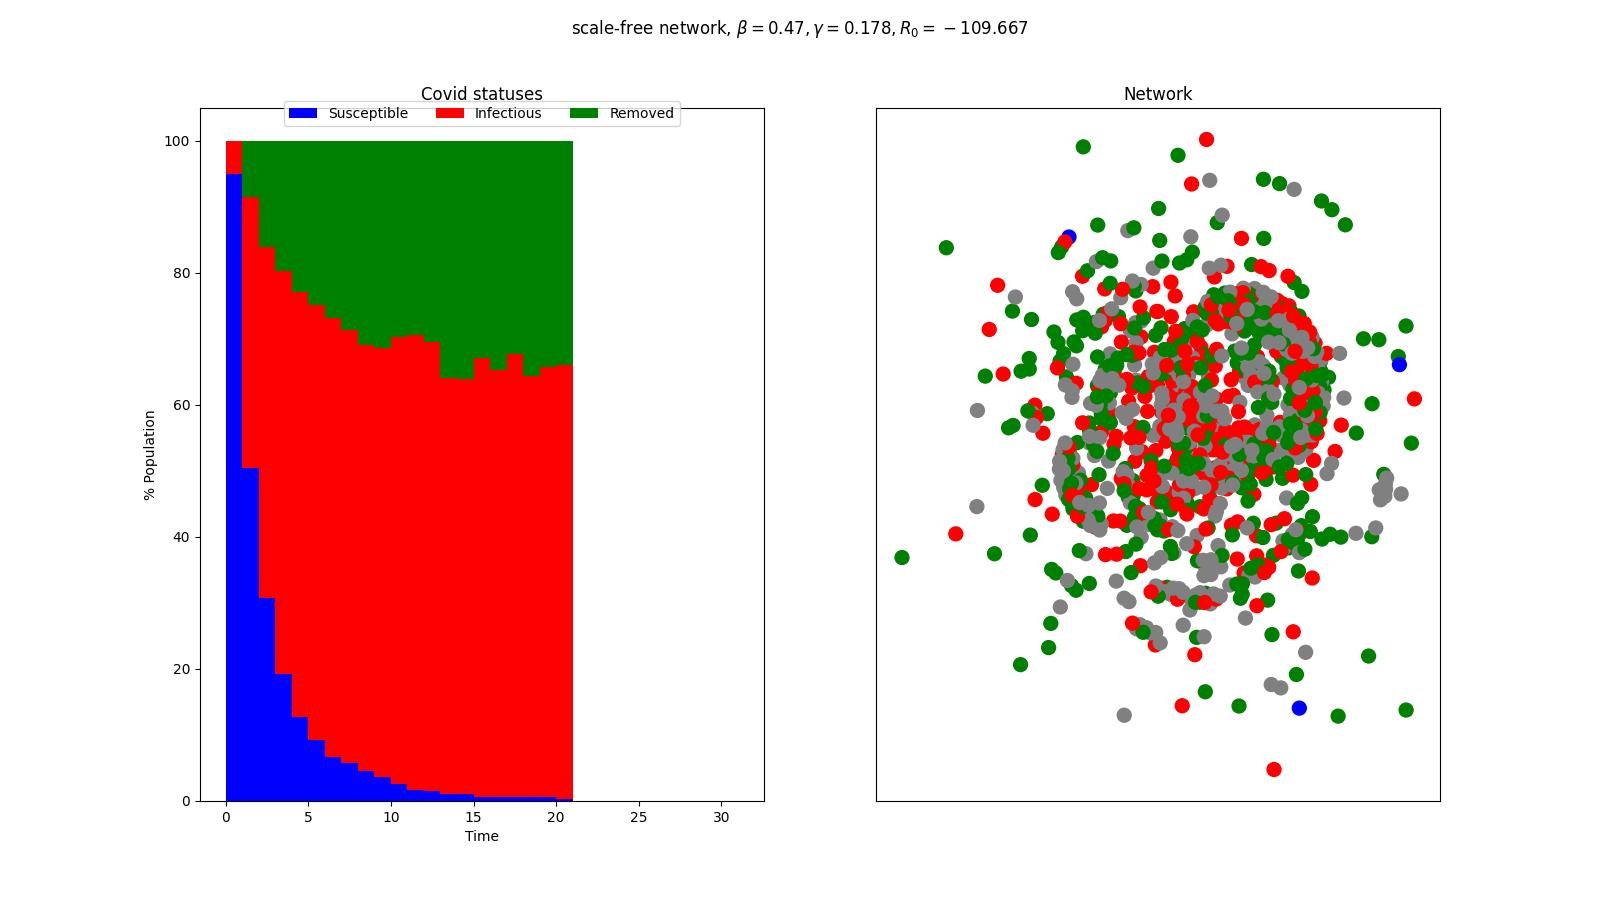 scale-free network, β = 0.47, γ = 0.178, R₀ = − 109.667
Covid statuses
Susceptible Infectious Removed
100
80
60
40
20
0
% Population
0 5 10 15 20 25 30
Time
Network